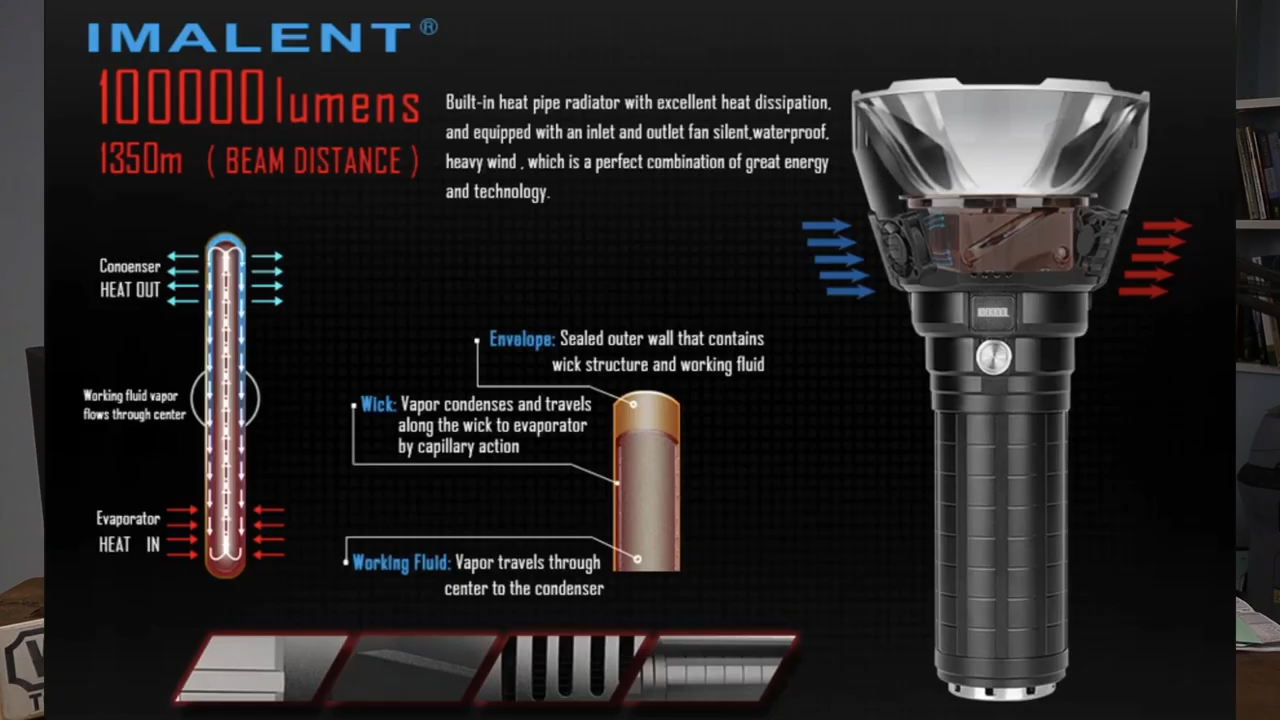 IMALENT®
100000 lumens
1350m ( BEAM DISTANCE )
Built-in heat pipe radiator with excellent heat dissipation,
and equipped with an inlet and outlet fan silent,waterproof,
heavy wind , which is a perfect combination of great energy
and technology.
Conoenser
HEAT OUT
Working fluid vapor
flows through center
Evaporator
HEAT IN
Envelope: Sealed outer wall that contains
wick structure and working fluid
Wick: Vapor condenses and travels
along the wick to evaporator
by capillary action
Working Fluid: Vapor travels through
center to the condenser